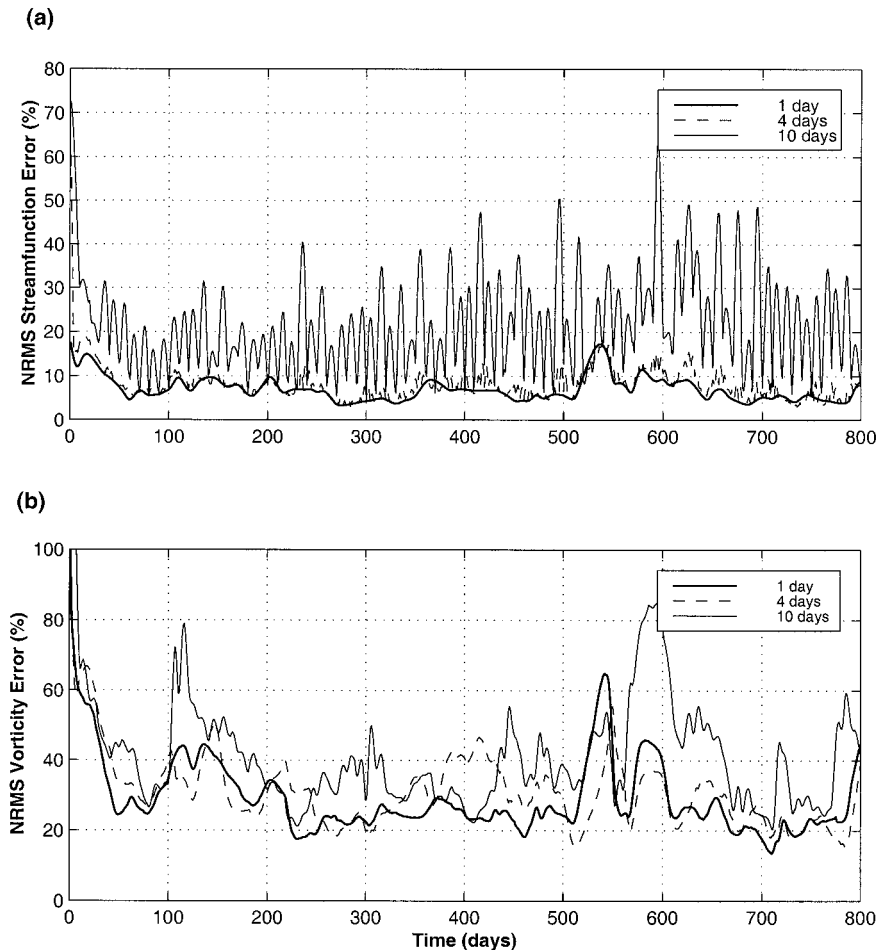 (a)
NRMS Streamfunction Error (%)
80
70
60
50
40
30
20
10
0
1 day
4 days
10 days
0 100 200 300 400 500 600 700 800
(b)
NRMS Vorticity Error (%)
100
80
60
40
20
0
1 day
4 days
10 days
0 100 200 300 400 500 600 700 800
Time (days)